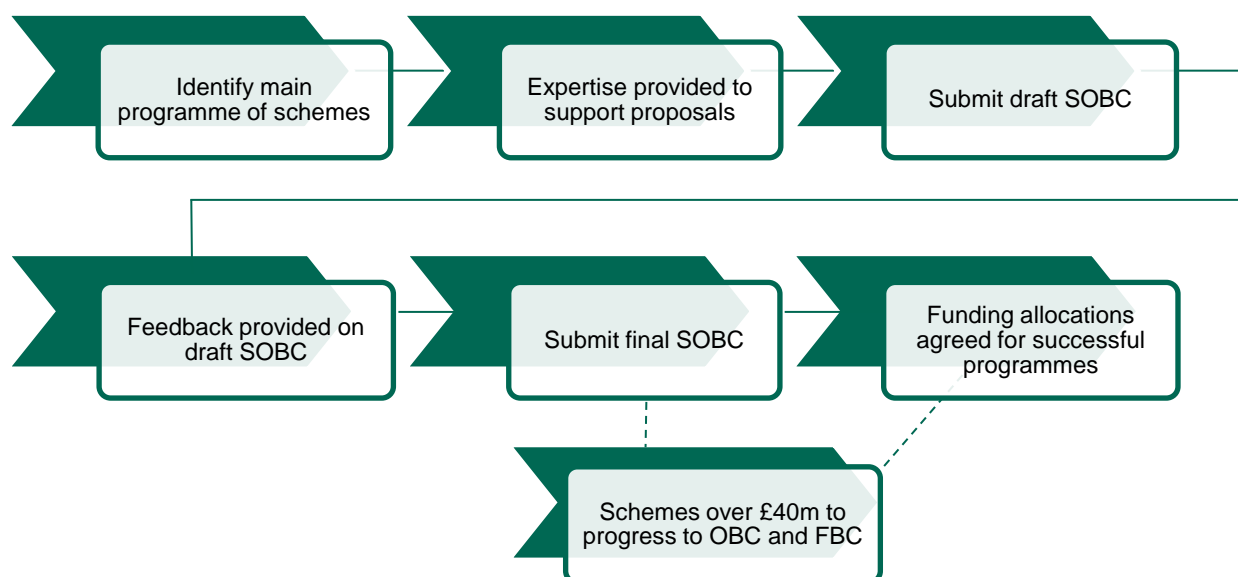 Identify main
programme of schemes
Expertise provided to
support proposals
Submit draft SOBC
Feedback provided on
draft SOBC
Submit final SOBC
Funding allocations
agreed for successful
programmes
Schemes over £40m to
progress to OBC and FBC